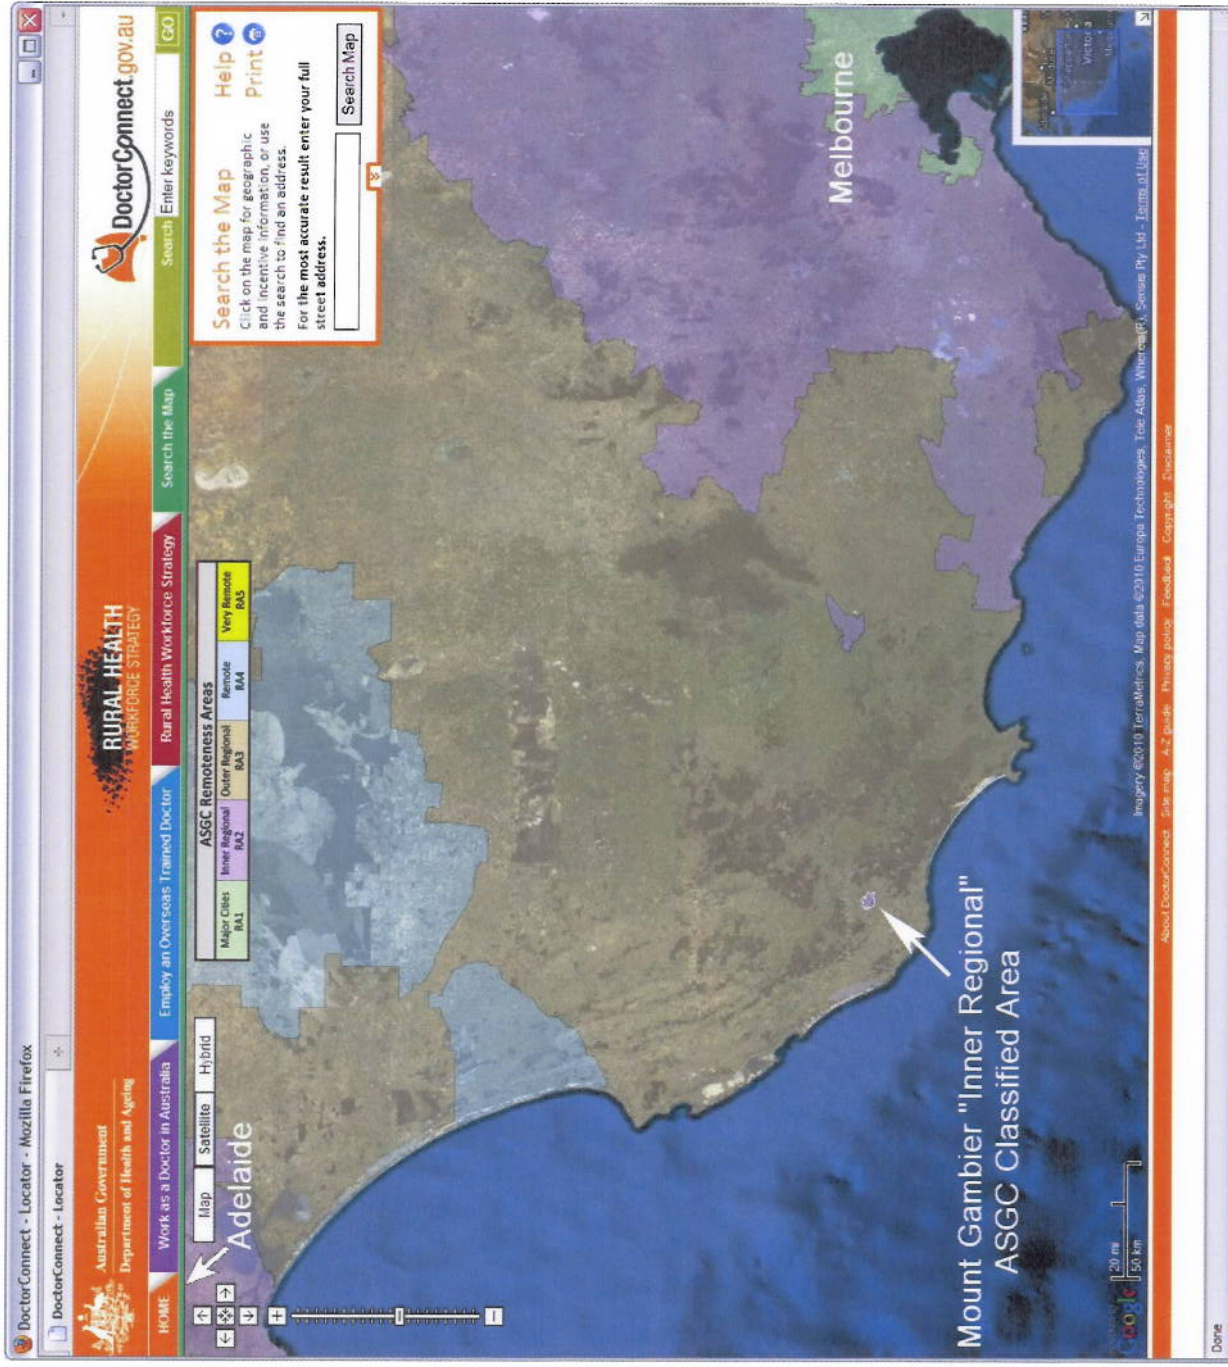 DoctorConnect - Locator - Mozilla Firefox
DoctorConnect - Locator
Australian Government
Department of Health and Ageing
RURAL HEALTH
WORKFORCE STRATEGY
DoctorConnect.gov.au
HOME
Work as a Doctor in Australia
Employ an Overseas Trained Doctor
Rural Health Workforce Strategy
Search the Map
Search
Enter keywords
GO
Map
Satellite
Hybrid
Adelaide
ASGC Remoteness Areas
Major Cities Inner Regional Outer Regional Remote Very Remote
RA1 RA2 RA3 RA4 RA5
Search the Map
Help ?
Print
Click on the map for geographic
and incentive information, or use
the search to find an address.
For the most accurate result enter your full
street address.
Search Map
Melbourne
Mount Gambier "Inner Regional"
ASGC Classified Area
Victoria
Google
20 mi
50 km
Imagery ©2010 TerraMetrics, Map data ©2010 Europa Technologies, Tele Atlas, Whereis(R), Sensis Pty Ltd - Terms of Use
About DoctorConnect Site map A-Z guide Privacy policy Feedback Copyright Disclaimer
Done